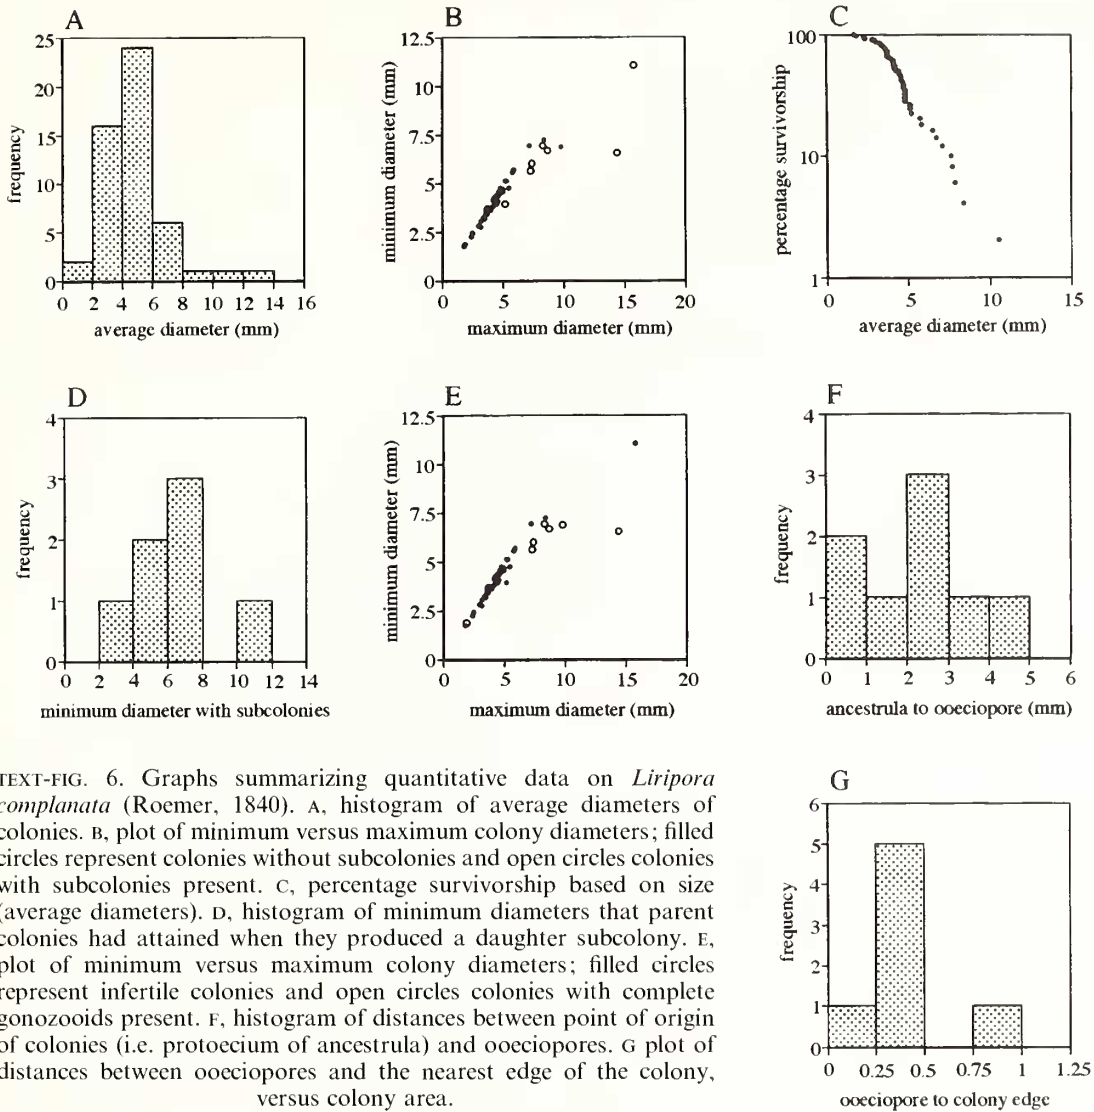 A
25
20
15
10
5
0
frequency
0 2 4 6 8 10 12 14 16
average diameter (mm)
B
12.5
10
7.5
5
2.5
0
minimum diameter (mm)
0 5 10 15 20
maximum diameter (mm)
C
100
10
1
percentage survivorship
0 5 10 15
average diameter (mm)
D
4
3
2
1
0
frequency
0 2 4 6 8 10 12 14
minimum diameter with subcolonies
E
12.5
10
7.5
5
2.5
0
minimum diameter (mm)
0 5 10 15 20
maximum diameter (mm)
F
4
3
2
1
0
frequency
0 1 2 3 4 5 6
ancestrula to ooeciopore (mm)
TEXT-FIG. 6. Graphs summarizing quantitative data on Liripora
complanata (Roemer, 1840). A, histogram of average diameters of
colonies. B, plot of minimum versus maximum colony diameters; filled
circles represent colonies without subcolonies and open circles colonies
with subcolonies present. C, percentage survivorship based on size
(average diameters). D, histogram of minimum diameters that parent
colonies had attained when they produced a daughter subcolony. E,
plot of minimum versus maximum colony diameters; filled circles
represent infertile colonies and open circles colonies with complete
gonozooids present. F, histogram of distances between point of origin
of colonies (i.e. protoecium of ancestrula) and ooeciopores. G plot of
distances between ooeciopores and the nearest edge of the colony,
versus colony area.
G
6
5
4
3
2
1
0
frequency
0 0.25 0.5 0.75 1 1.25
ooeciopore to colony edge